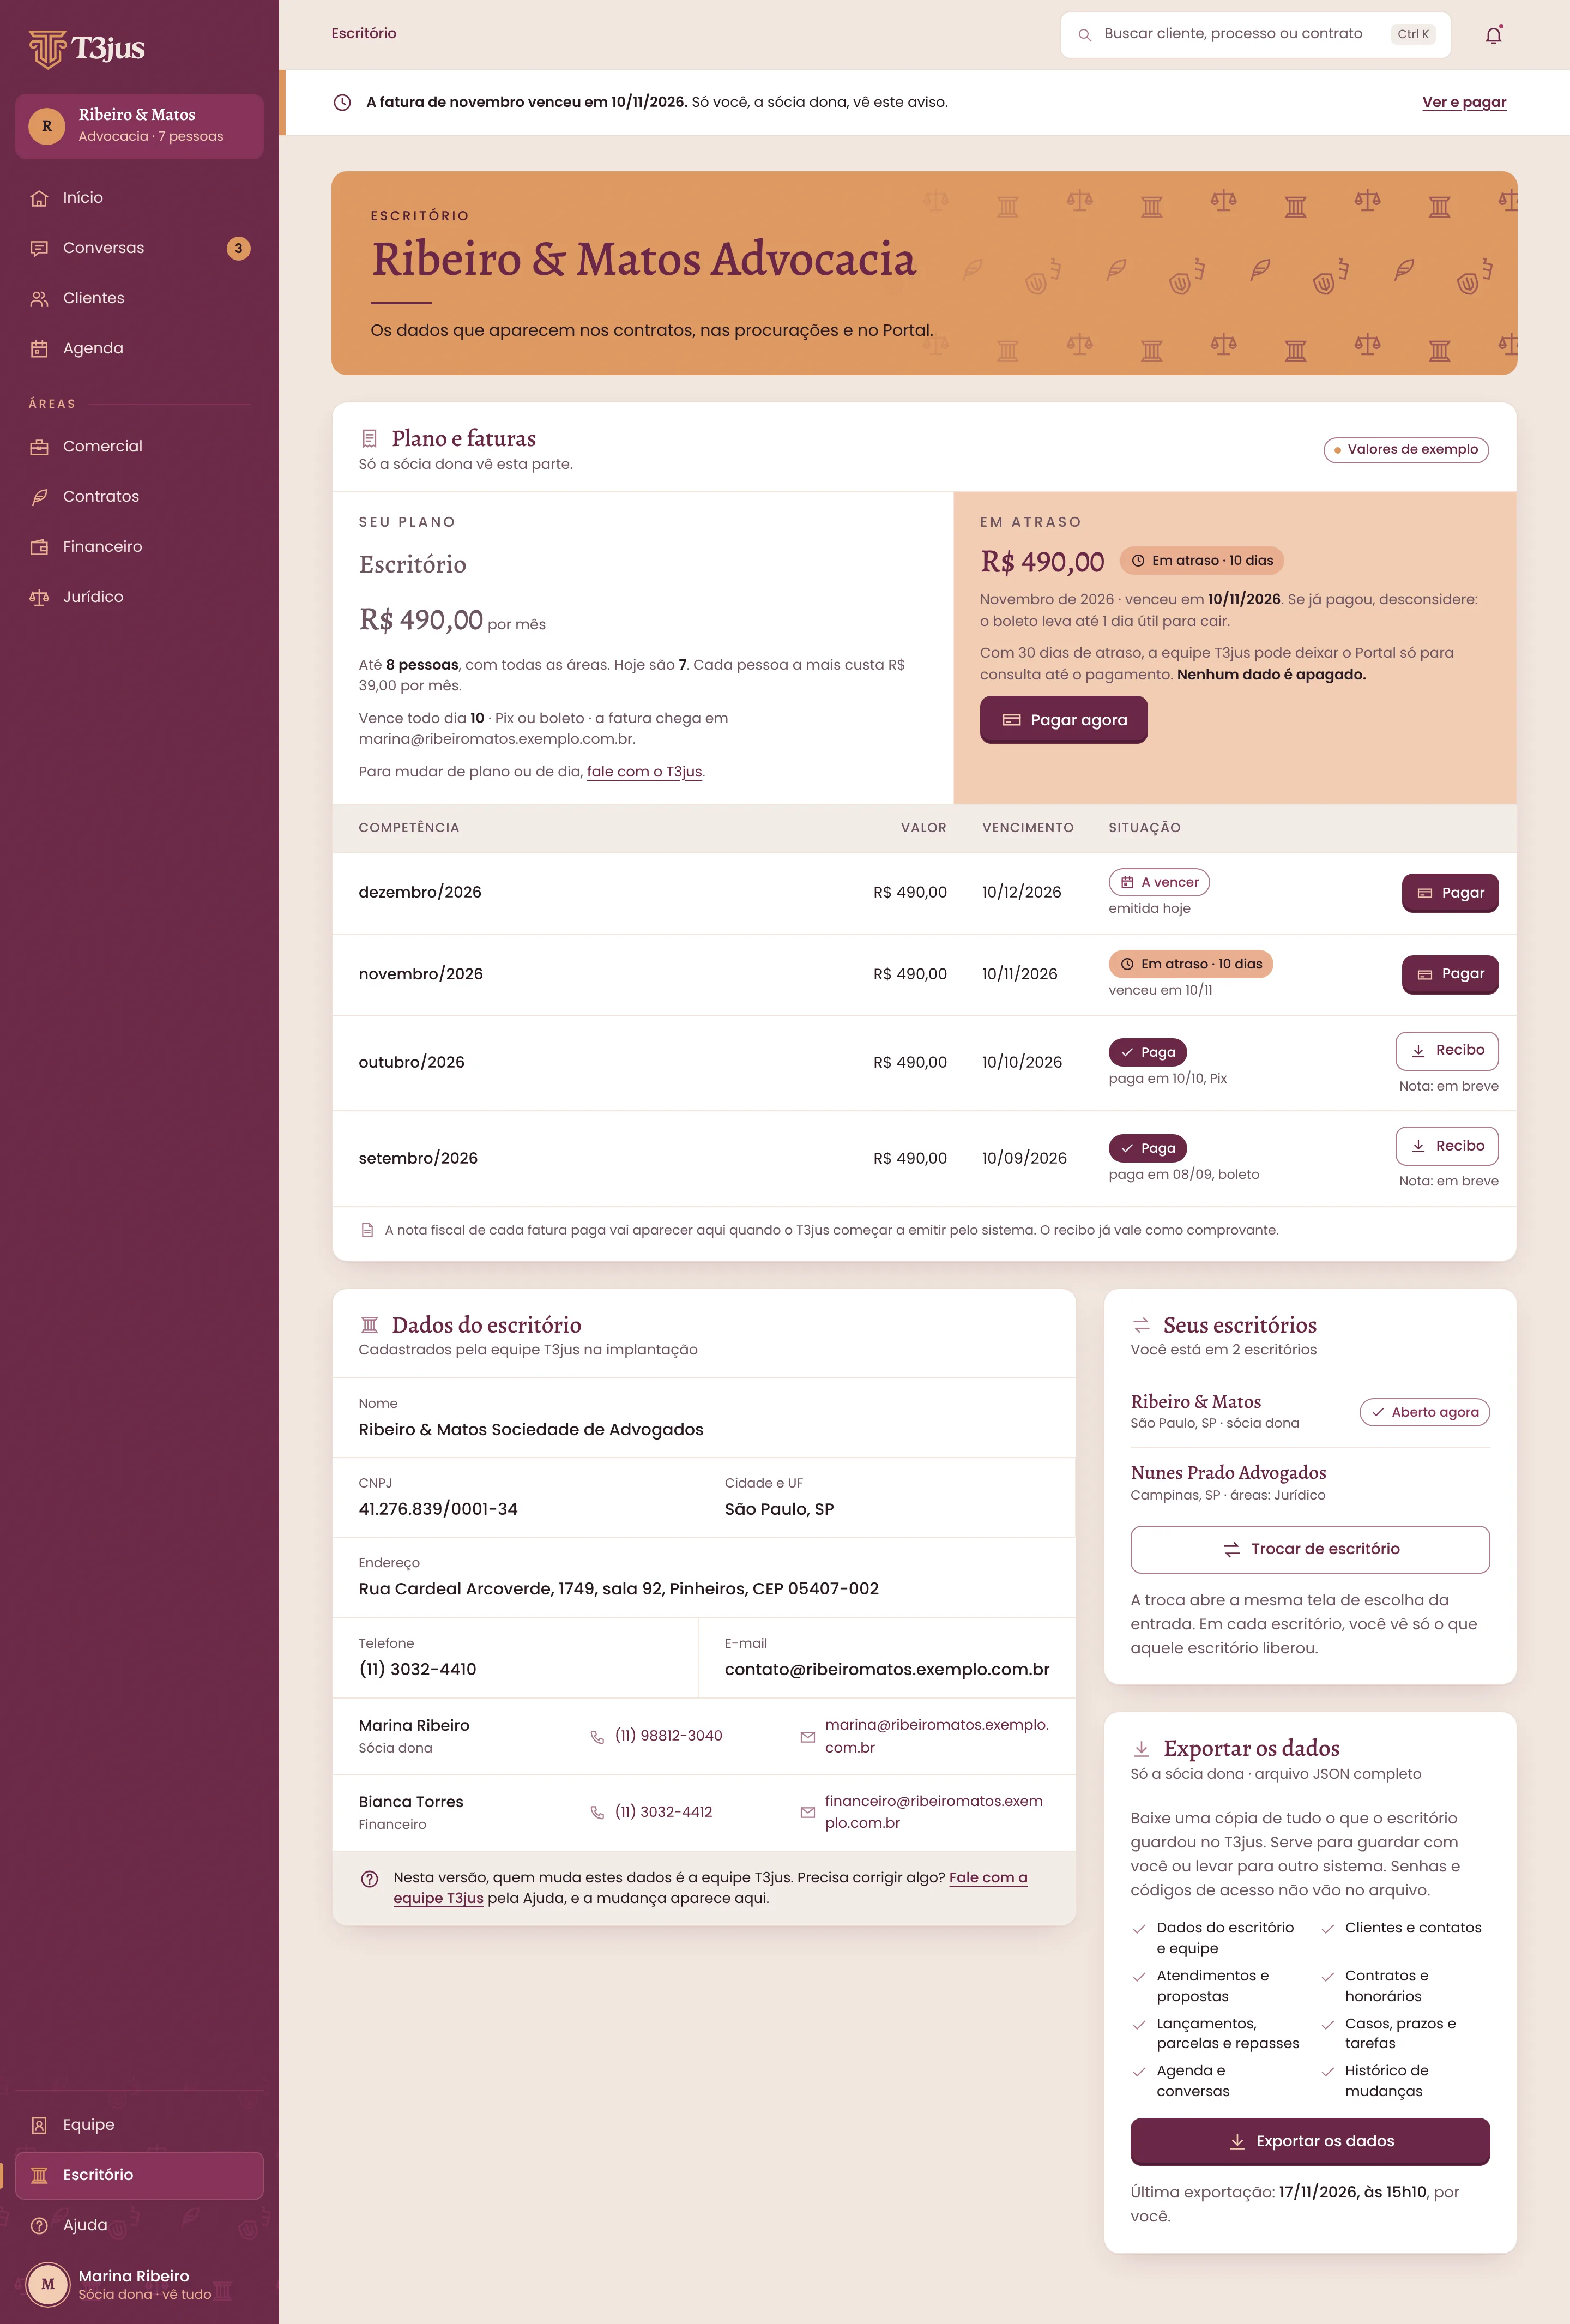 T3jus
R
Ribeiro & Matos
Advocacia · 7 pessoas
Início
Conversas
3
Clientes
Agenda
ÁREAS
Comercial
Contratos
Financeiro
Jurídico
Equipe
Escritório
Ajuda
M
Marina Ribeiro
Sócia dona · vê tudo
Escritório
Buscar cliente, processo ou contrato
Ctrl K
A fatura de novembro venceu em 10/11/2026. Só você, a sócia dona, vê este aviso.
Ver e pagar
ESCRITÓRIO
Ribeiro & Matos Advocacia
Os dados que aparecem nos contratos, nas procurações e no Portal.
Plano e faturas
Só a sócia dona vê esta parte.
Valores de exemplo
SEU PLANO
Escritório
R$ 490,00 por mês
Até 8 pessoas, com todas as áreas. Hoje são 7. Cada pessoa a mais custa R$
39,00 por mês.
Vence todo dia 10 · Pix ou boleto · a fatura chega em
marina@ribeiromatos.exemplo.com.br.
Para mudar de plano ou de dia, fale com o T3jus.
EM ATRASO
R$ 490,00
Em atraso · 10 dias
Novembro de 2026 · venceu em 10/11/2026. Se já pagou, desconsidere:
o boleto leva até 1 dia útil para cair.
Com 30 dias de atraso, a equipe T3jus pode deixar o Portal só para
consulta até o pagamento. Nenhum dado é apagado.
Pagar agora
COMPETÊNCIA VALOR VENCIMENTO SITUAÇÃO
dezembro/2026 R$ 490,00 10/12/2026 A vencer
emitida hoje
Pagar
novembro/2026 R$ 490,00 10/11/2026 Em atraso · 10 dias
venceu em 10/11
Pagar
outubro/2026 R$ 490,00 10/10/2026 Paga
paga em 10/10, Pix
Recibo
Nota: em breve
setembro/2026 R$ 490,00 10/09/2026 Paga
paga em 08/09, boleto
Recibo
Nota: em breve
A nota fiscal de cada fatura paga vai aparecer aqui quando o T3jus começar a emitir pelo sistema. O recibo já vale como comprovante.
Dados do escritório
Cadastrados pela equipe T3jus na implantação
Nome
Ribeiro & Matos Sociedade de Advogados
CNPJ
41.276.839/0001-34
Cidade e UF
São Paulo, SP
Endereço
Rua Cardeal Arcoverde, 1749, sala 92, Pinheiros, CEP 05407-002
Telefone
(11) 3032-4410
E-mail
contato@ribeiromatos.exemplo.com.br
Marina Ribeiro
Sócia dona
(11) 98812-3040
marina@ribeiromatos.exemplo.
com.br
Bianca Torres
Financeiro
(11) 3032-4412
financeiro@ribeiromatos.exem
plo.com.br
Nesta versão, quem muda estes dados é a equipe T3jus. Precisa corrigir algo? Fale com a
equipe T3jus pela Ajuda, e a mudança aparece aqui.
Seus escritórios
Você está em 2 escritórios
Ribeiro & Matos
São Paulo, SP · sócia dona
Aberto agora
Nunes Prado Advogados
Campinas, SP · áreas: Jurídico
Trocar de escritório
A troca abre a mesma tela de escolha da
entrada. Em cada escritório, você vê só o que
aquele escritório liberou.
Exportar os dados
Só a sócia dona · arquivo JSON completo
Baixe uma cópia de tudo o que o escritório
guardou no T3jus. Serve para guardar com
você ou levar para outro sistema. Senhas e
códigos de acesso não vão no arquivo.
Dados do escritório
e equipe
Clientes e contatos
Atendimentos e
propostas
Contratos e
honorários
Lançamentos,
parcelas e repasses
Casos, prazos e
tarefas
Agenda e
conversas
Histórico de
mudanças
Exportar os dados
Última exportação: 17/11/2026, às 15h10, por
você.